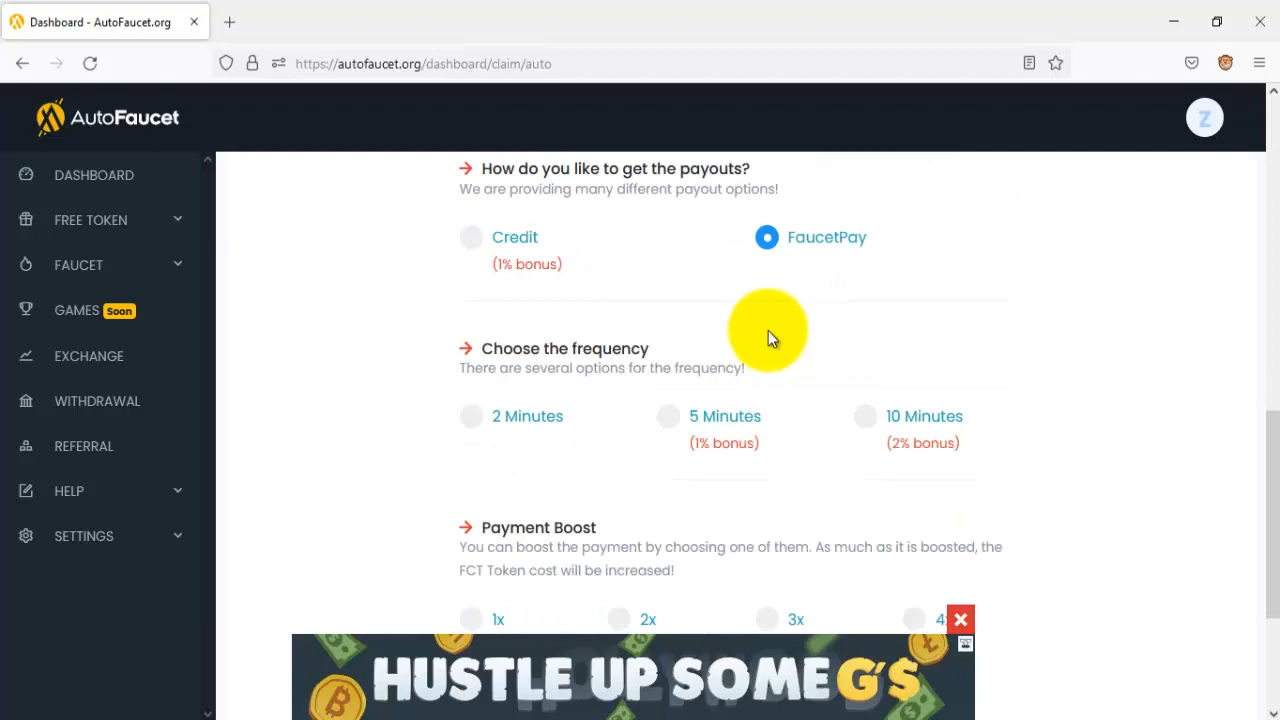 Dashboard - AutoFaucet.org
https://autofaucet.org/dashboard/claim/auto
AutoFaucet
Z
DASHBOARD
FREE TOKEN
FAUCET
GAMES Soon
EXCHANGE
WITHDRAWAL
REFERRAL
HELP
SETTINGS
How do you like to get the payouts?
We are providing many different payout options!
Credit
(1% bonus)
FaucetPay
Choose the frequency
There are several options for the frequency!
2 Minutes
5 Minutes
(1% bonus)
10 Minutes
(2% bonus)
Payment Boost
You can boost the payment by choosing one of them. As much as it is boosted, the
FCT Token cost will be increased!
1x 2x 3x
HUSTLE UP SOME G'S